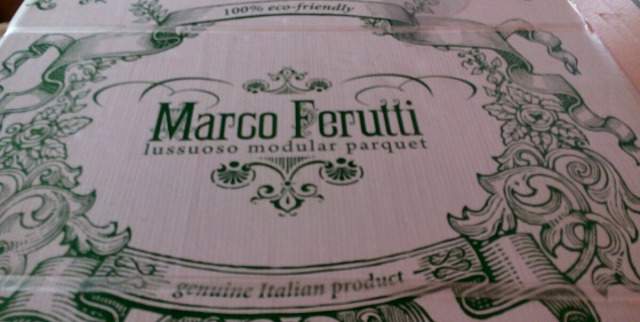 100% eco-friendly
Marco Ferutti
lussuoso modular parquet
genuine Italian product